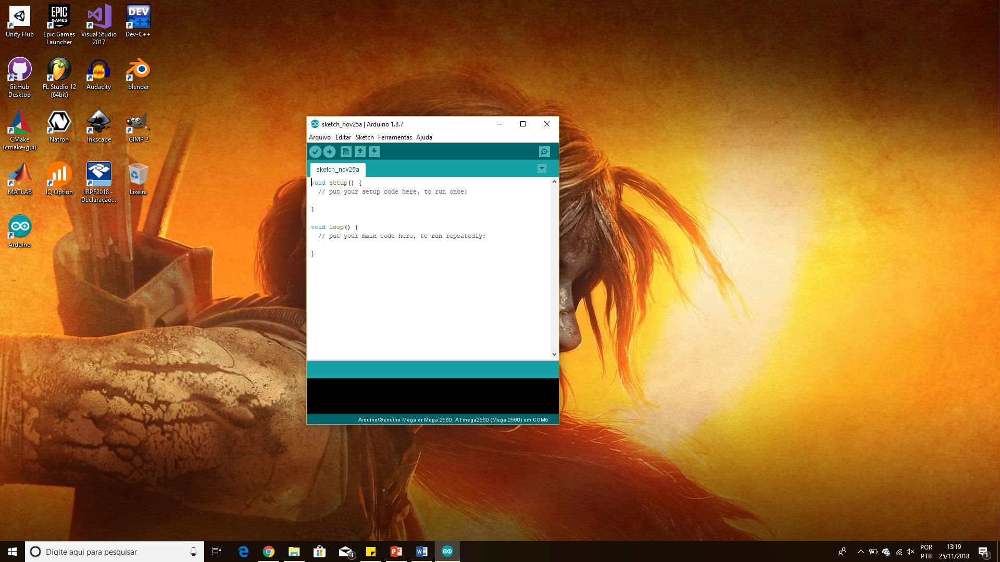 Unity Hub
Epic Games
Launcher
Visual Studio
2017
Dev-C++
EPIC
GAMES
DEV
C++
GitHub
Desktop
FL Studio 12
(64bit)
Audacity
blender
CMake
(cmake-gui)
Natron
Inkscape
GIMP 2
MATLAB
IQ Option
IRPF2018 -
Declaração...
Lixeira
Arduino
sketch_nov25a | Arduino 1.8.7
Arquivo Editar Sketch Ferramentas Ajuda
sketch_nov25a
void setup() {
// put your setup code here, to run once:
}
void loop() {
// put your main code here, to run repeatedly:
}
Arduino/Genuino Mega or Mega 2560, ATmega2560 (Mega 2560) em COM5
Digite aqui para pesquisar
3
POR
PTB
13:19
25/11/2018
1